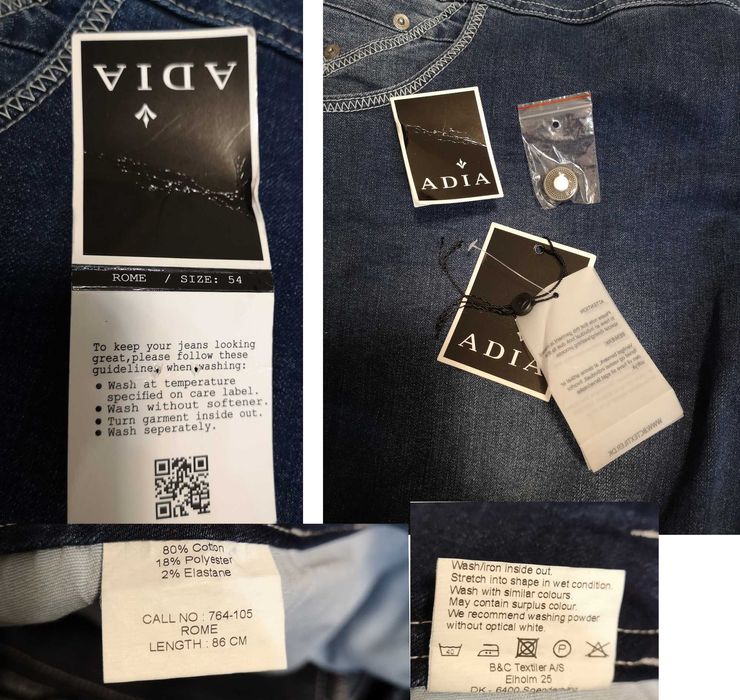 ADIA
ROME / SIZE: 54
To keep your jeans looking
great,please follow these
guideline, when washing:
● Wash at temperature
specified on care label.
● Wash without softener.
● Turn garment inside out.
● Wash seperately.
ADIA
ADIA
80% Cotton
18% Polyester
2% Elastane
CALL NO : 764-105
ROME
LENGTH : 86 CM
Wash/iron inside out.
Stretch into shape in wet condition.
Wash with similar colours.
May contain surplus colour.
We recommend washing powder
without optical white.
40
P
B&C Textiler A/S
Elholm 25
DK - 6400